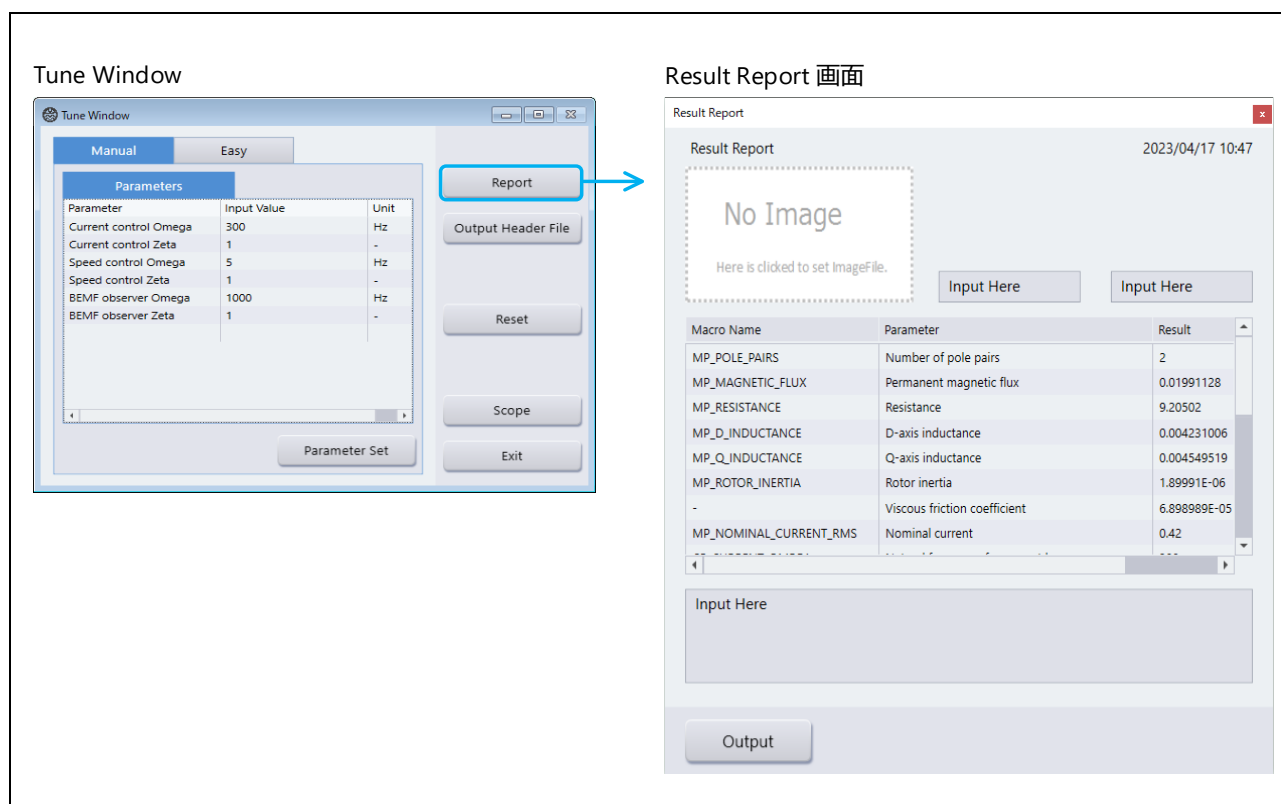 Tune Window
Tune Window
Manual Easy
Parameters
Parameter Input Value Unit
Current control Omega 300 Hz
Current control Zeta 1 -
Speed control Omega 5 Hz
Speed control Zeta 1 -
BEMF observer Omega 1000 Hz
BEMF observer Zeta 1 -
Parameter Set
Report
Output Header File
Reset
Scope
Exit
Result Report 画面
Result Report
Result Report 2023/04/17 10:47
No Image
Here is clicked to set ImageFile.
Input Here Input Here
Macro Name Parameter Result
MP_POLE_PAIRS Number of pole pairs 2
MP_MAGNETIC_FLUX Permanent magnetic flux 0.01991128
MP_RESISTANCE Resistance 9.20502
MP_D_INDUCTANCE D-axis inductance 0.004231006
MP_Q_INDUCTANCE Q-axis inductance 0.004549519
MP_ROTOR_INERTIA Rotor inertia 1.89991E-06
- Viscous friction coefficient 6.898989E-05
MP_NOMINAL_CURRENT_RMS Nominal current 0.42
Input Here
Output